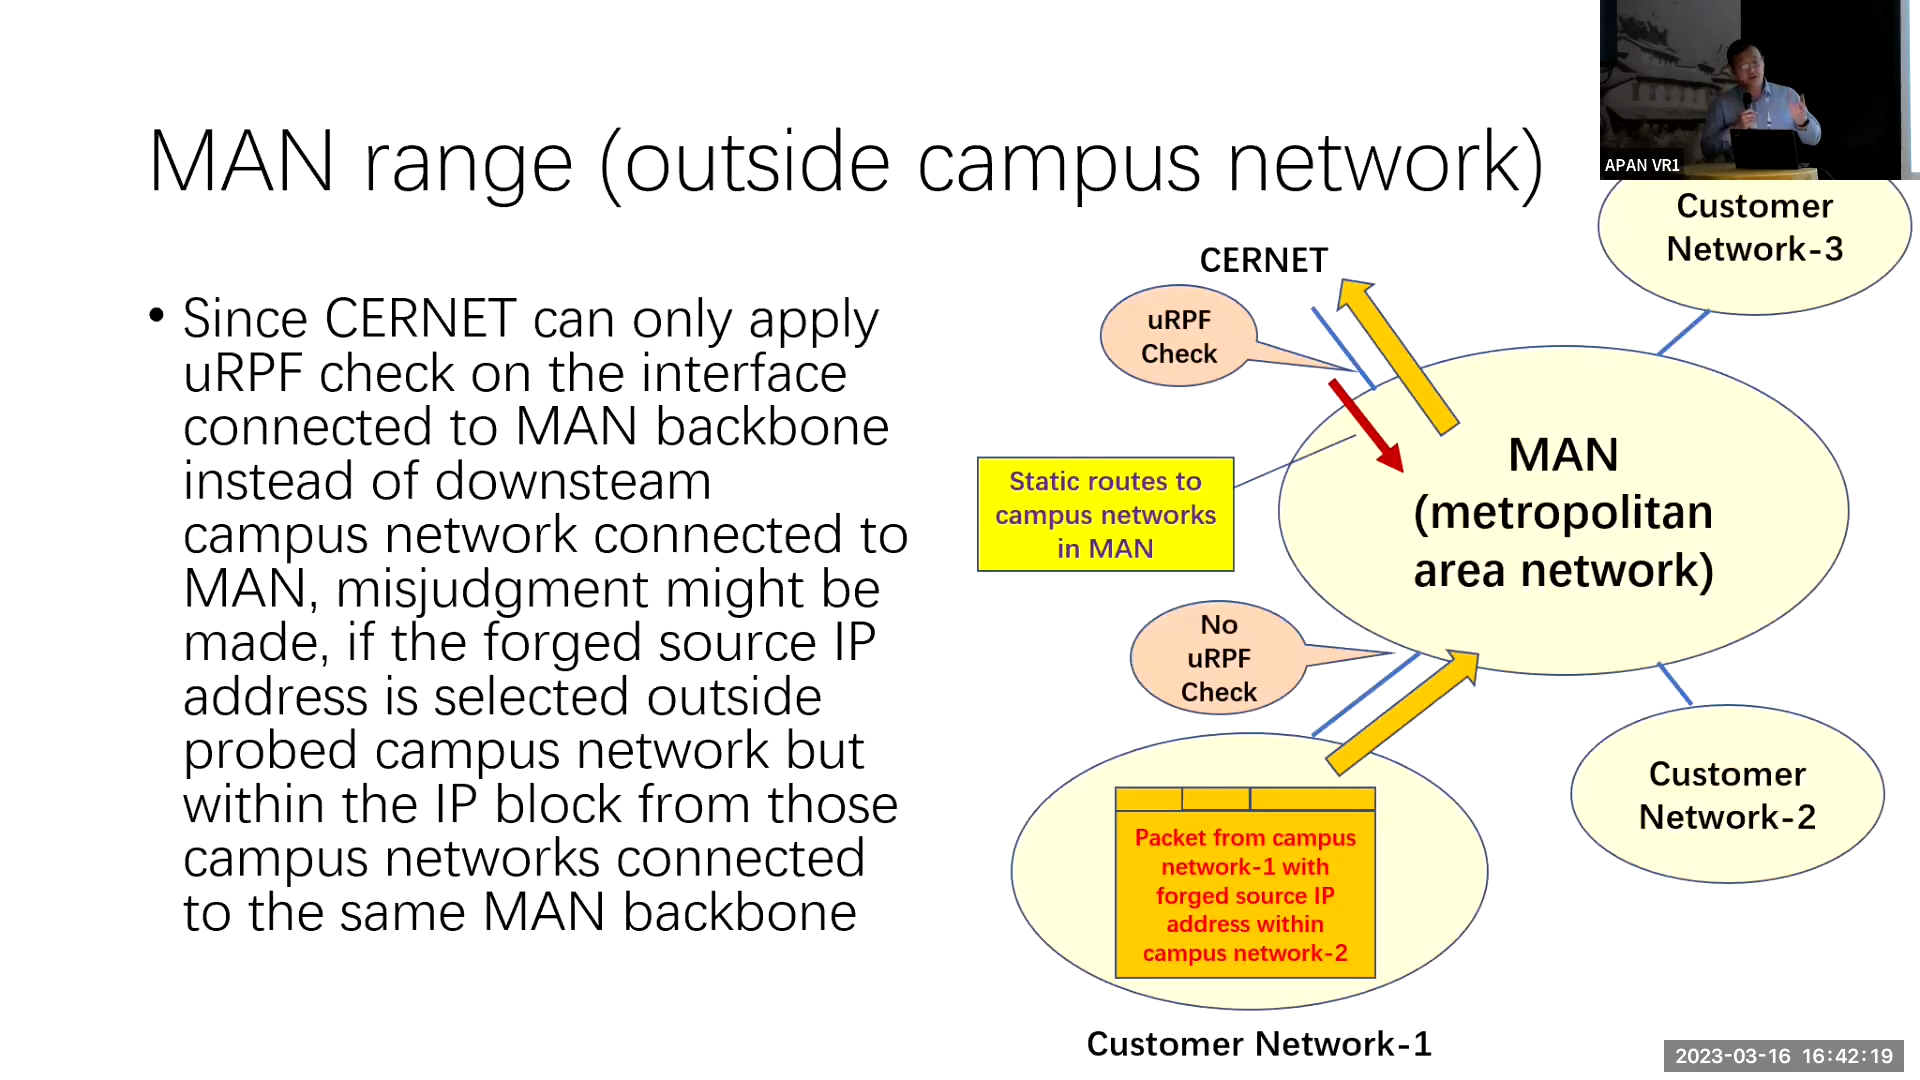 MAN range (outside campus network)
• Since CERNET can only apply
uRPF check on the interface
connected to MAN backbone
instead of downsteam
campus network connected to
MAN, misjudgment might be
made, if the forged source IP
address is selected outside
probed campus network but
within the IP block from those
campus networks connected
to the same MAN backbone
APAN VR1
Customer
Network-3
CERNET
uRPF
Check
Static routes to
campus networks
in MAN
MAN
(metropolitan
area network)
No
uRPF
Check
Customer
Network-2
Packet from campus
network-1 with
forged source IP
address within
campus network-2
Customer Network-1
2023-03-16 16:42:19